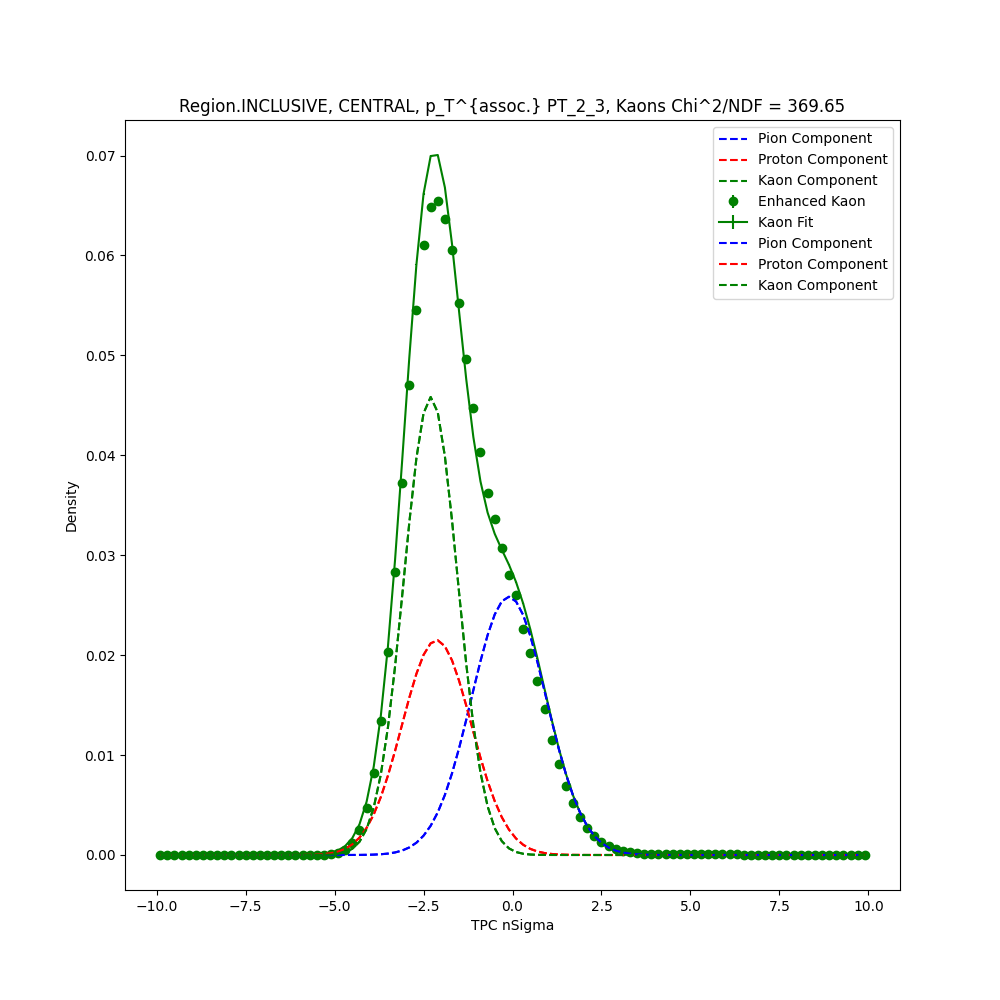 Region.INCLUSIVE, CENTRAL, p_T^{assoc.} PT_2_3, Kaons Chi^2/NDF = 369.65
Pion Component
Proton Component
Kaon Component
Enhanced Kaon
Kaon Fit
Pion Component
Proton Component
Kaon Component
0.07
0.06
0.05
0.04
0.03
0.02
0.01
0.00
Density
−10.0 −7.5 −5.0 −2.5 0.0 2.5 5.0 7.5 10.0
TPC nSigma